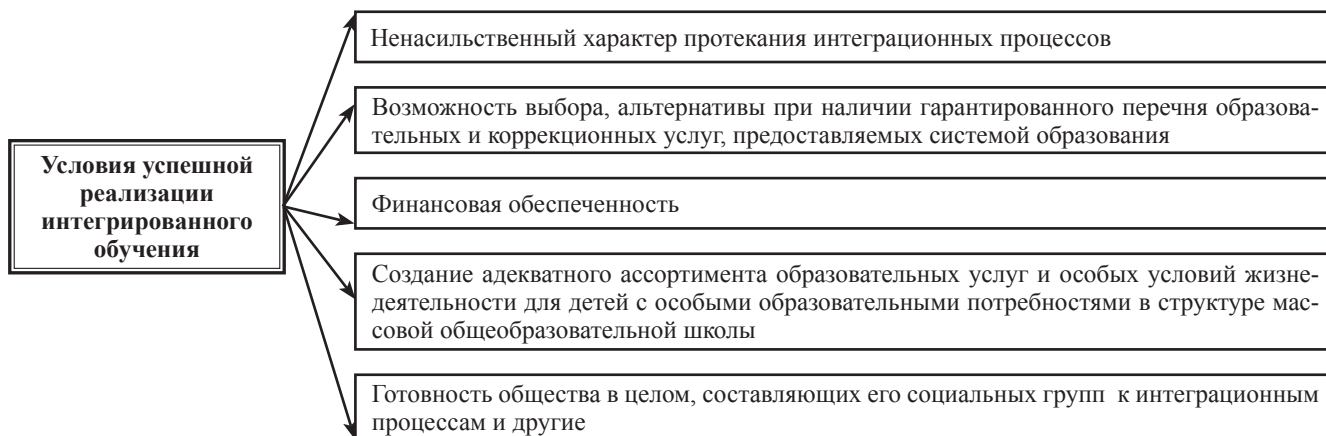 Условия успешной
реализации
интегрированного
обучения
Ненасильственный характер протекания интеграционных процессов
Возможность выбора, альтернативы при наличии гарантированного перечня образова-
тельных и коррекционных услуг, предоставляемых системой образования
Финансовая обеспеченность
Создание адекватного ассортимента образовательных услуг и особых условий жизне-
деятельности для детей с особыми образовательными потребностями в структуре мас-
совой общеобразовательной школы
Готовность общества в целом, составляющих его социальных групп к интеграционным
процессам и другие